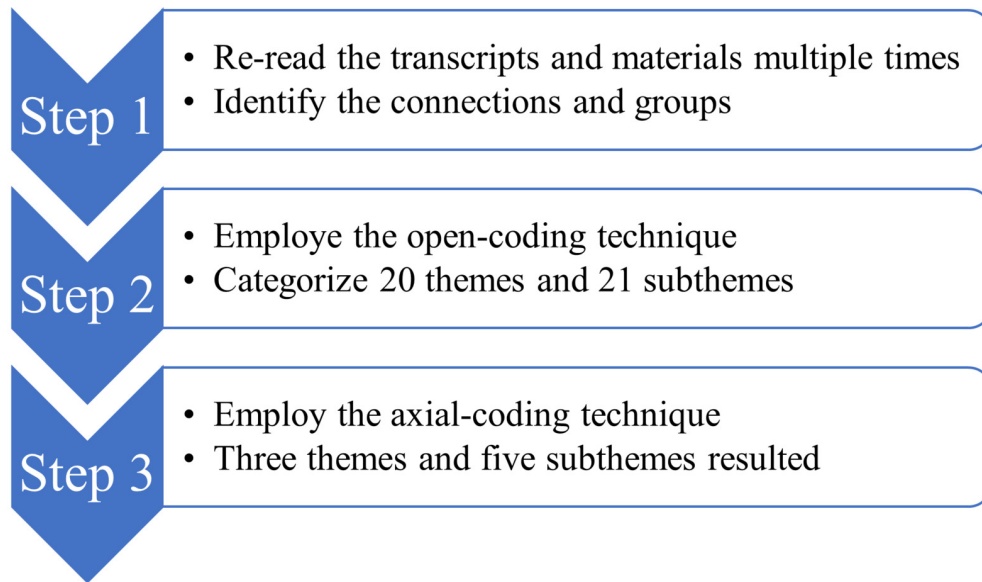 Step 1
• Re-read the transcripts and materials multiple times
• Identify the connections and groups
Step 2
• Employe the open-coding technique
• Categorize 20 themes and 21 subthemes
Step 3
• Employ the axial-coding technique
• Three themes and five subthemes resulted